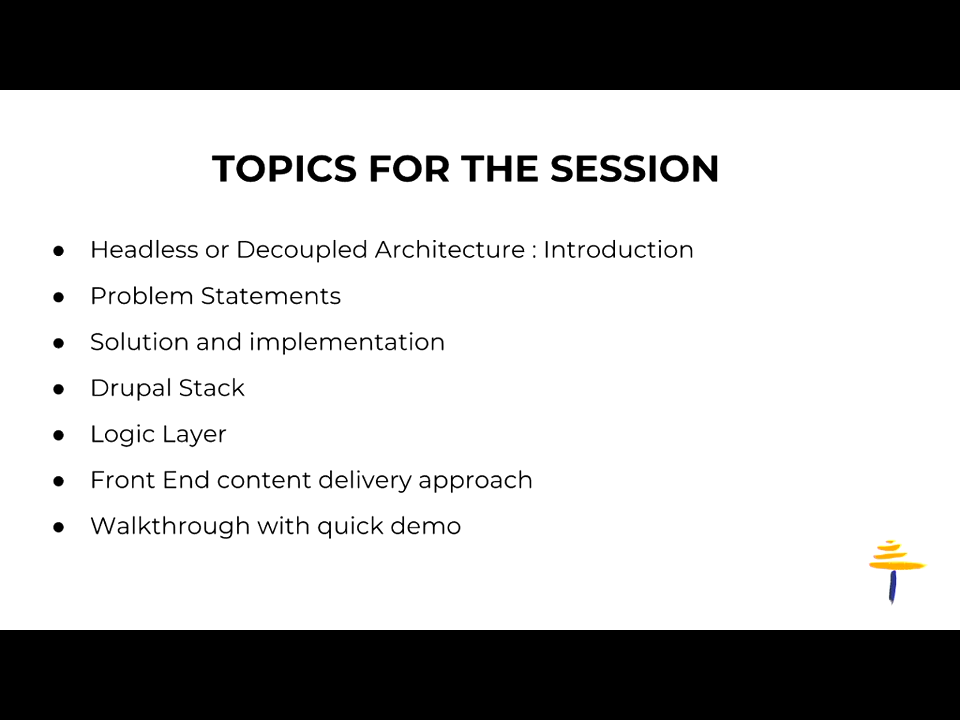 TOPICS FOR THE SESSION
● Headless or Decoupled Architecture : Introduction
● Problem Statements
● Solution and implementation
● Drupal Stack
● Logic Layer
● Front End content delivery approach
● Walkthrough with quick demo